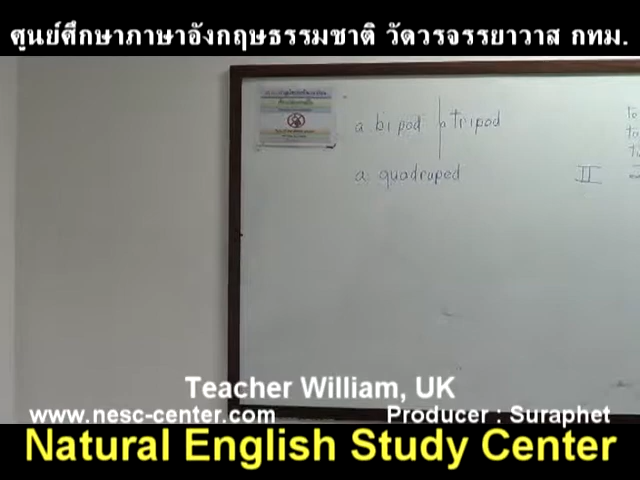 ศูนย์ศึกษาภาษาอังกฤษธรรมชาติ วัดวรจรรยาวาส กทม.
a bipod a tripod
to
a quadruped
II
Teacher William, UK
www.nesc-center.com Producer : Suraphet
Natural English Study Center